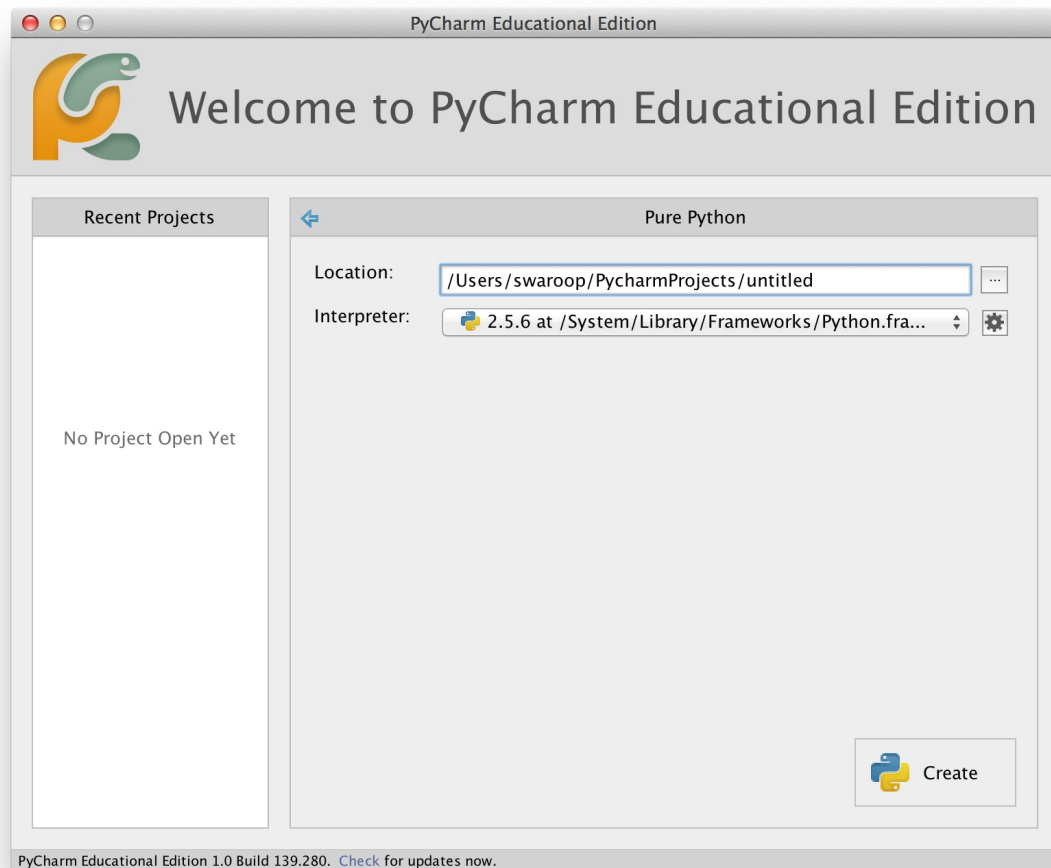 PyCharm Educational Edition
Welcome to PyCharm Educational Edition
Recent Projects
Pure Python
Location:
/Users/swaroop/PycharmProjects/untitled
...
Interpreter:
2.5.6 at /System/Library/Frameworks/Python.fra...
No Project Open Yet
Create
PyCharm Educational Edition 1.0 Build 139.280. Check for updates now.